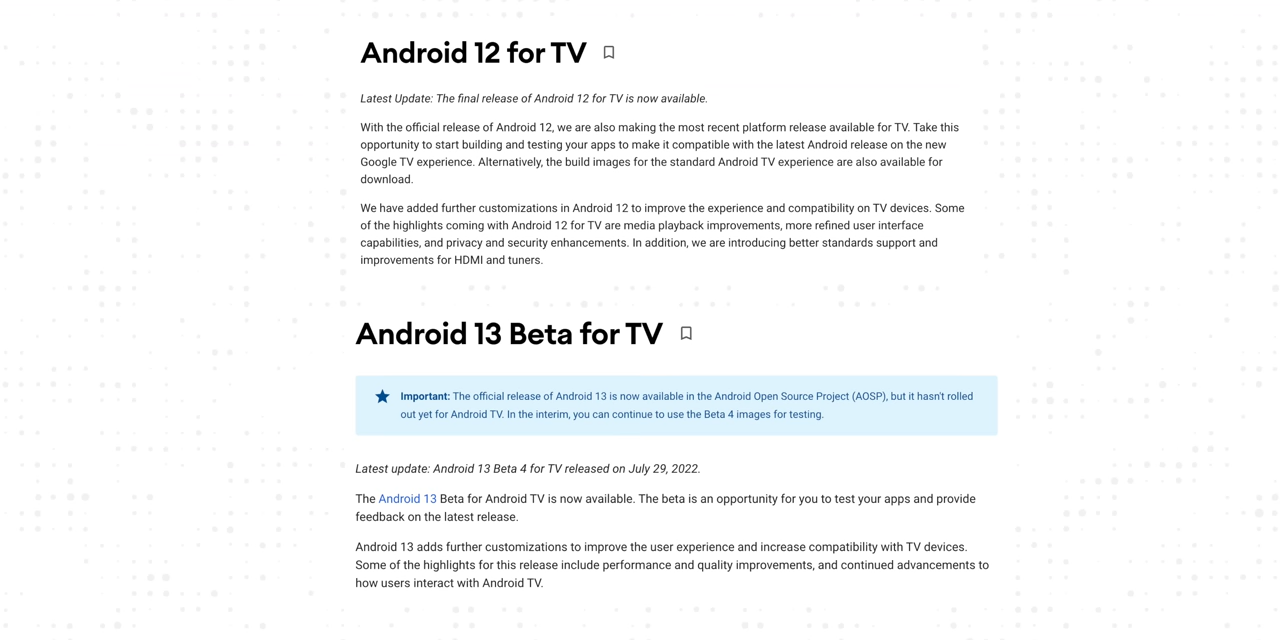 Android 12 for TV
Latest Update: The final release of Android 12 for TV is now available.
With the official release of Android 12, we are also making the most recent platform release available for TV. Take this
opportunity to start building and testing your apps to make it compatible with the latest Android release on the new
Google TV experience. Alternatively, the build images for the standard Android TV experience are also available for
download.
We have added further customizations in Android 12 to improve the experience and compatibility on TV devices. Some
of the highlights coming with Android 12 for TV are media playback improvements, more refined user interface
capabilities, and privacy and security enhancements. In addition, we are introducing better standards support and
improvements for HDMI and tuners.
Android 13 Beta for TV
Important: The official release of Android 13 is now available in the Android Open Source Project (AOSP), but it hasn't rolled
out yet for Android TV. In the interim, you can continue to use the Beta 4 images for testing.
Latest update: Android 13 Beta 4 for TV released on July 29, 2022.
The Android 13 Beta for Android TV is now available. The beta is an opportunity for you to test your apps and provide
feedback on the latest release.
Android 13 adds further customizations to improve the user experience and increase compatibility with TV devices.
Some of the highlights for this release include performance and quality improvements, and continued advancements to
how users interact with Android TV.